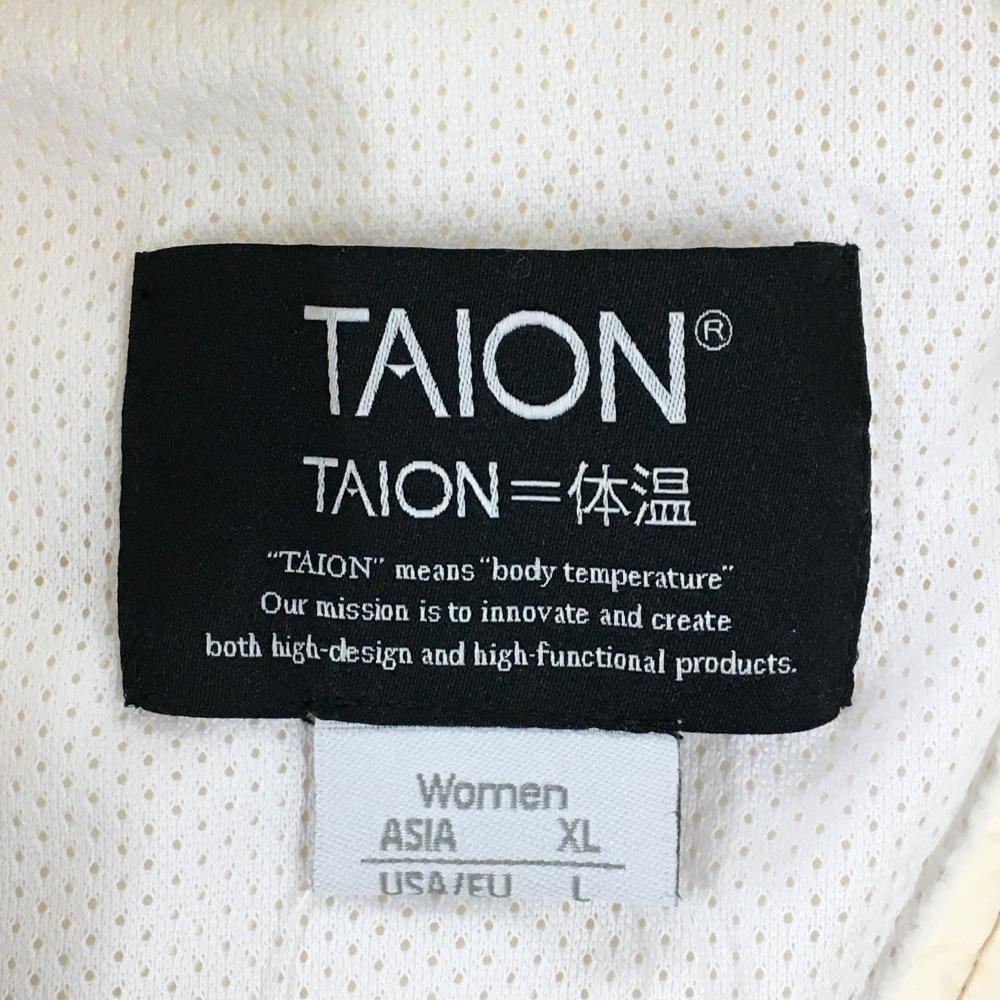 TAION®
TAION=体温
"TAION" means "body temperature"
Our mission is to innovate and create
both high-design and high-functional products.
Women
ASIA XL
USA/EU L